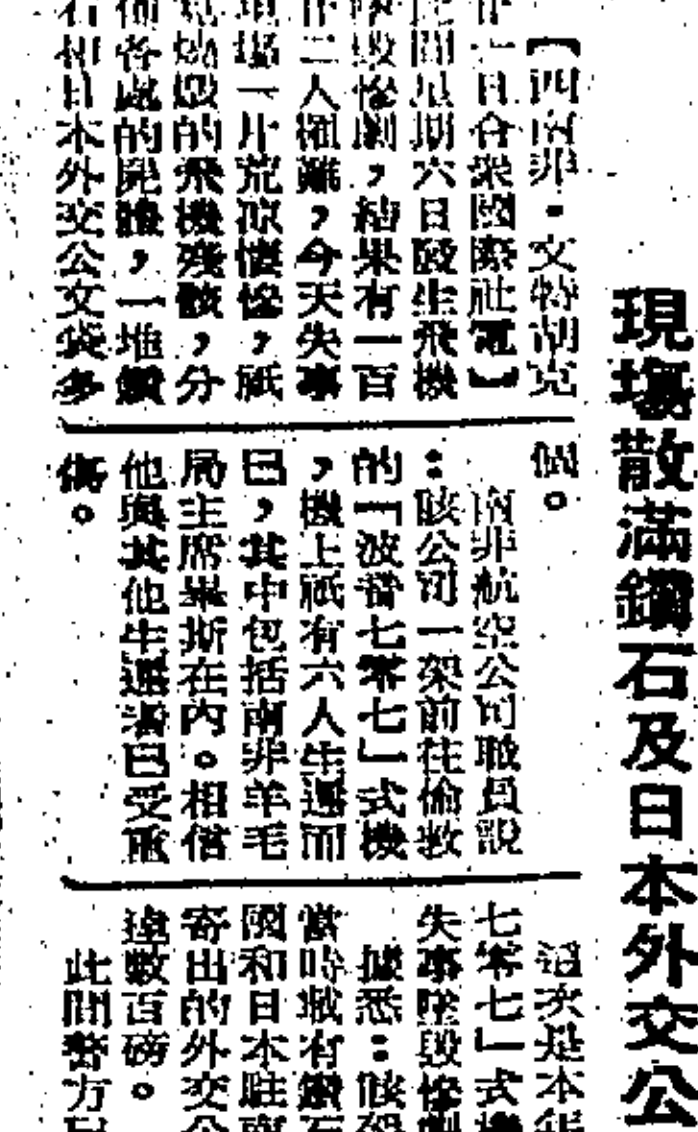 現場散滿鑽石及日本外交公
【西南非·文特胡克
廿一日合衆國際社電】
此間星期六日發生飛機
墜毀慘劇,結果有一百
廿二人罹難,今天失事
現場一片荒凉悽慘,祇
見燒毀的飛機殘骸,分
佈各處的屍體,一堆鑽
石和日本外交公文袋多
個。
南非航空公司職員說
:該公司一架前往倫敦
的「波音七零七」式機
,機上祇有六人生還而
已,其中包括南非羊毛
局主席畢斯在內。相信
他與其他生還者已受重
傷。
這次是本年
七零七」式機
失事墜毀慘劇
據悉:該架
當時載有鑽石
國和日本駐南
寄出的外交公
達數百磅。
此間警方